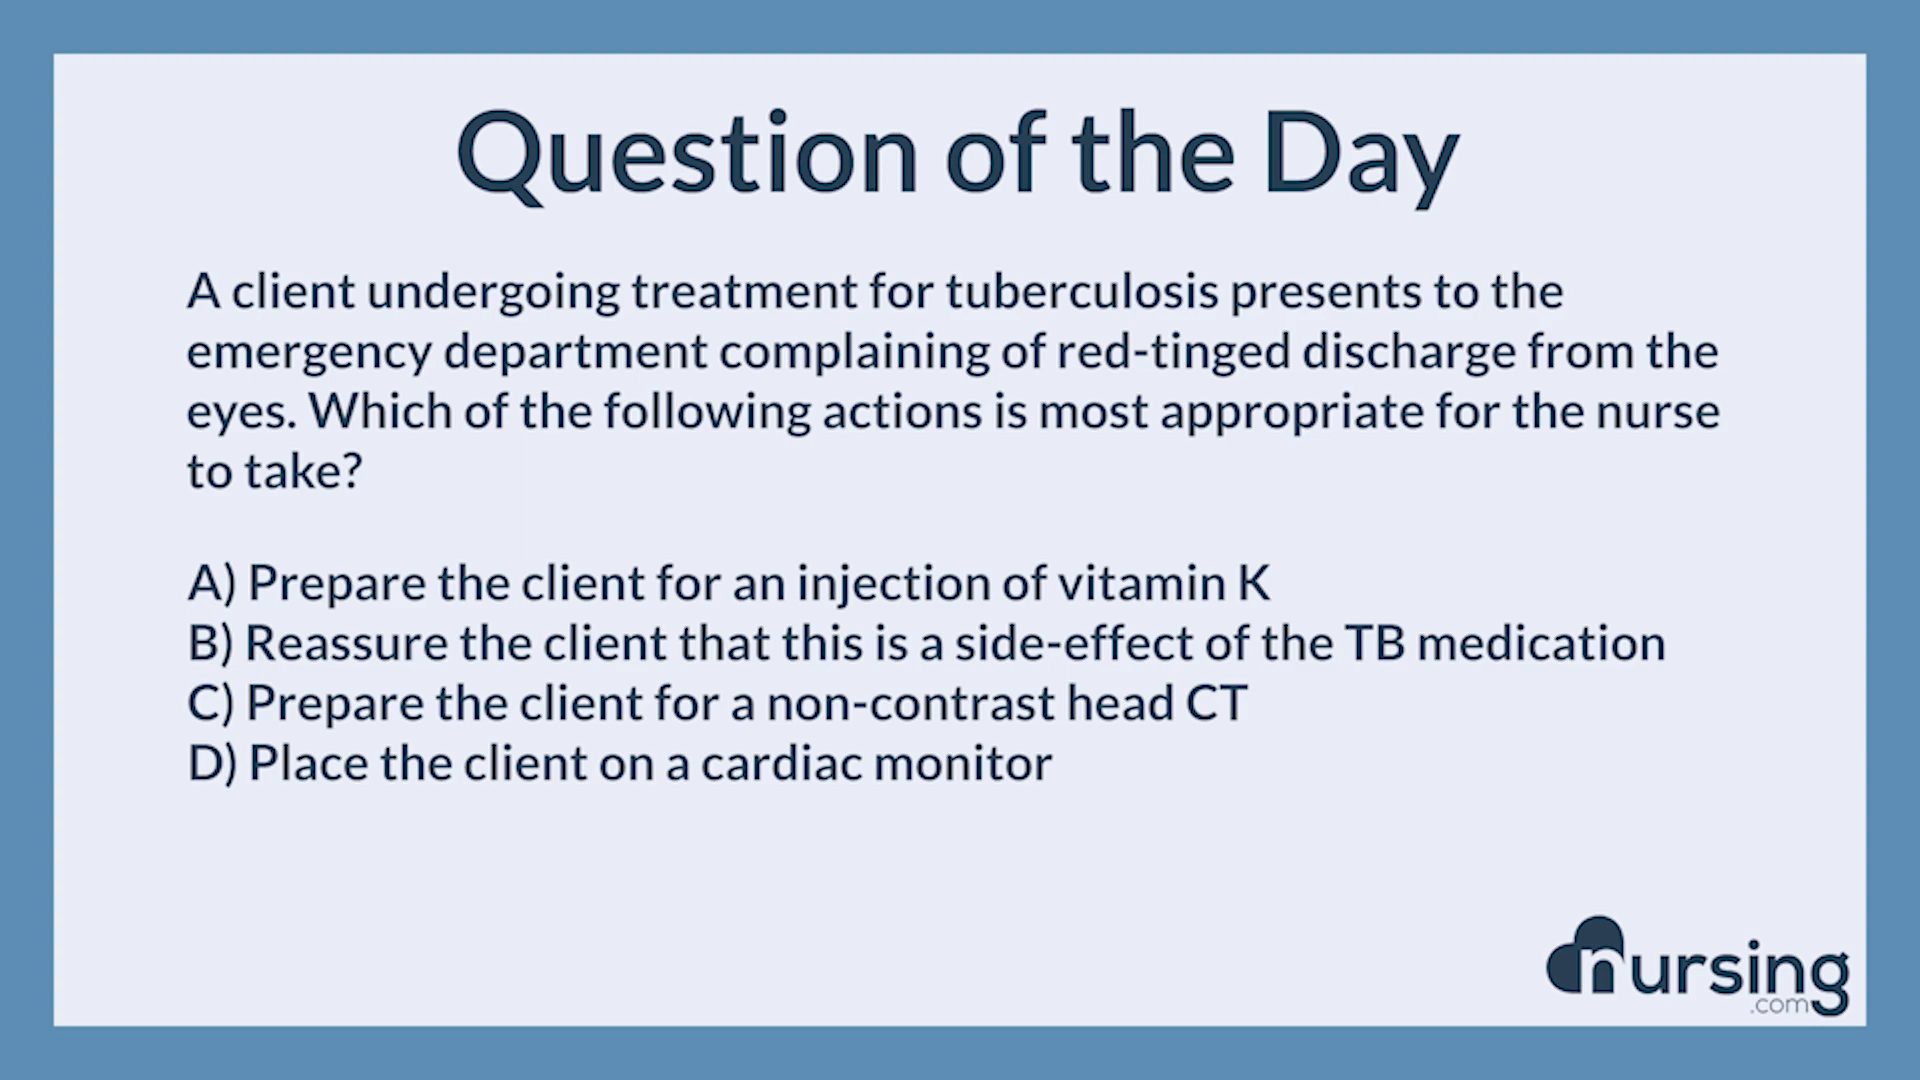 Question of the Day
A client undergoing treatment for tuberculosis presents to the
emergency department complaining of red-tinged discharge from the
eyes. Which of the following actions is most appropriate for the nurse
to take?
A) Prepare the client for an injection of vitamin K
B) Reassure the client that this is a side-effect of the TB medication
C) Prepare the client for a non-contrast head CT
D) Place the client on a cardiac monitor
nursing
.com